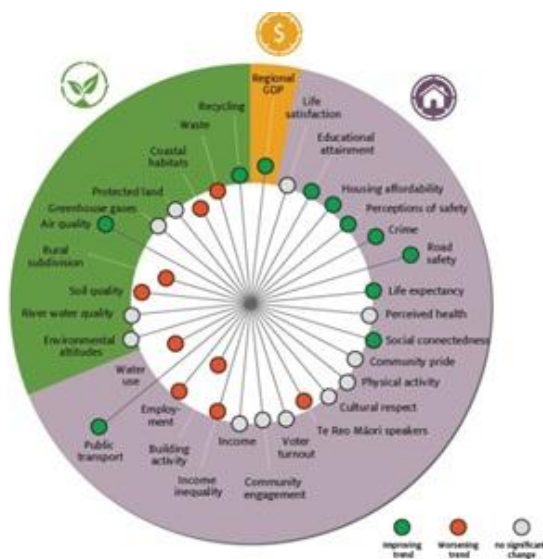 $
Regional
GDP
Life
satisfaction
Educational
attainment
Housing affordability
Perceptions of safety
Crime
Road
safety
Life expectancy
Perceived health
Social connectedness
Community pride
Physical activity
Cultural respect
Te Reo Māori speakers
Voter
turnout
Community
engagement
Income
Income
inequality
Building
activity
Employ-
ment
Public
transport
Water
use
Environmental
attitudes
River water quality
Soil quality
Rural
subdivision
Air quality
Greenhouse gases
Protected land
Coastal
habitats
Waste
Recycling
Improving
trend
Worsening
trend
no significant
change